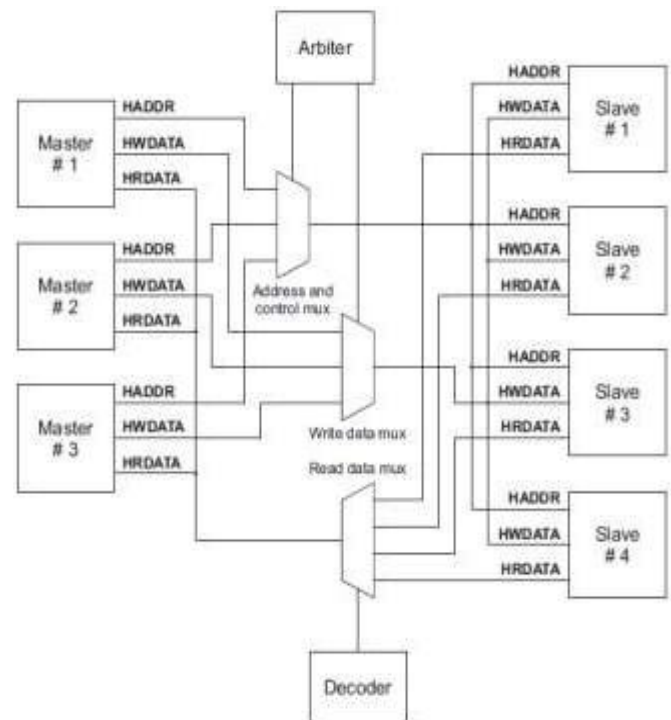 Arbiter
Master
# 1
HADDR
HWDATA
HRDATA
Master
# 2
HADDR
HWDATA
HRDATA
Master
# 3
HADDR
HWDATA
HRDATA
Address and
control mux
Write data mux
Read data mux
HADDR
HWDATA
HRDATA
Slave
# 1
HADDR
HWDATA
HRDATA
Slave
# 2
HADDR
HWDATA
HRDATA
Slave
# 3
HADDR
HWDATA
HRDATA
Slave
# 4
Decoder